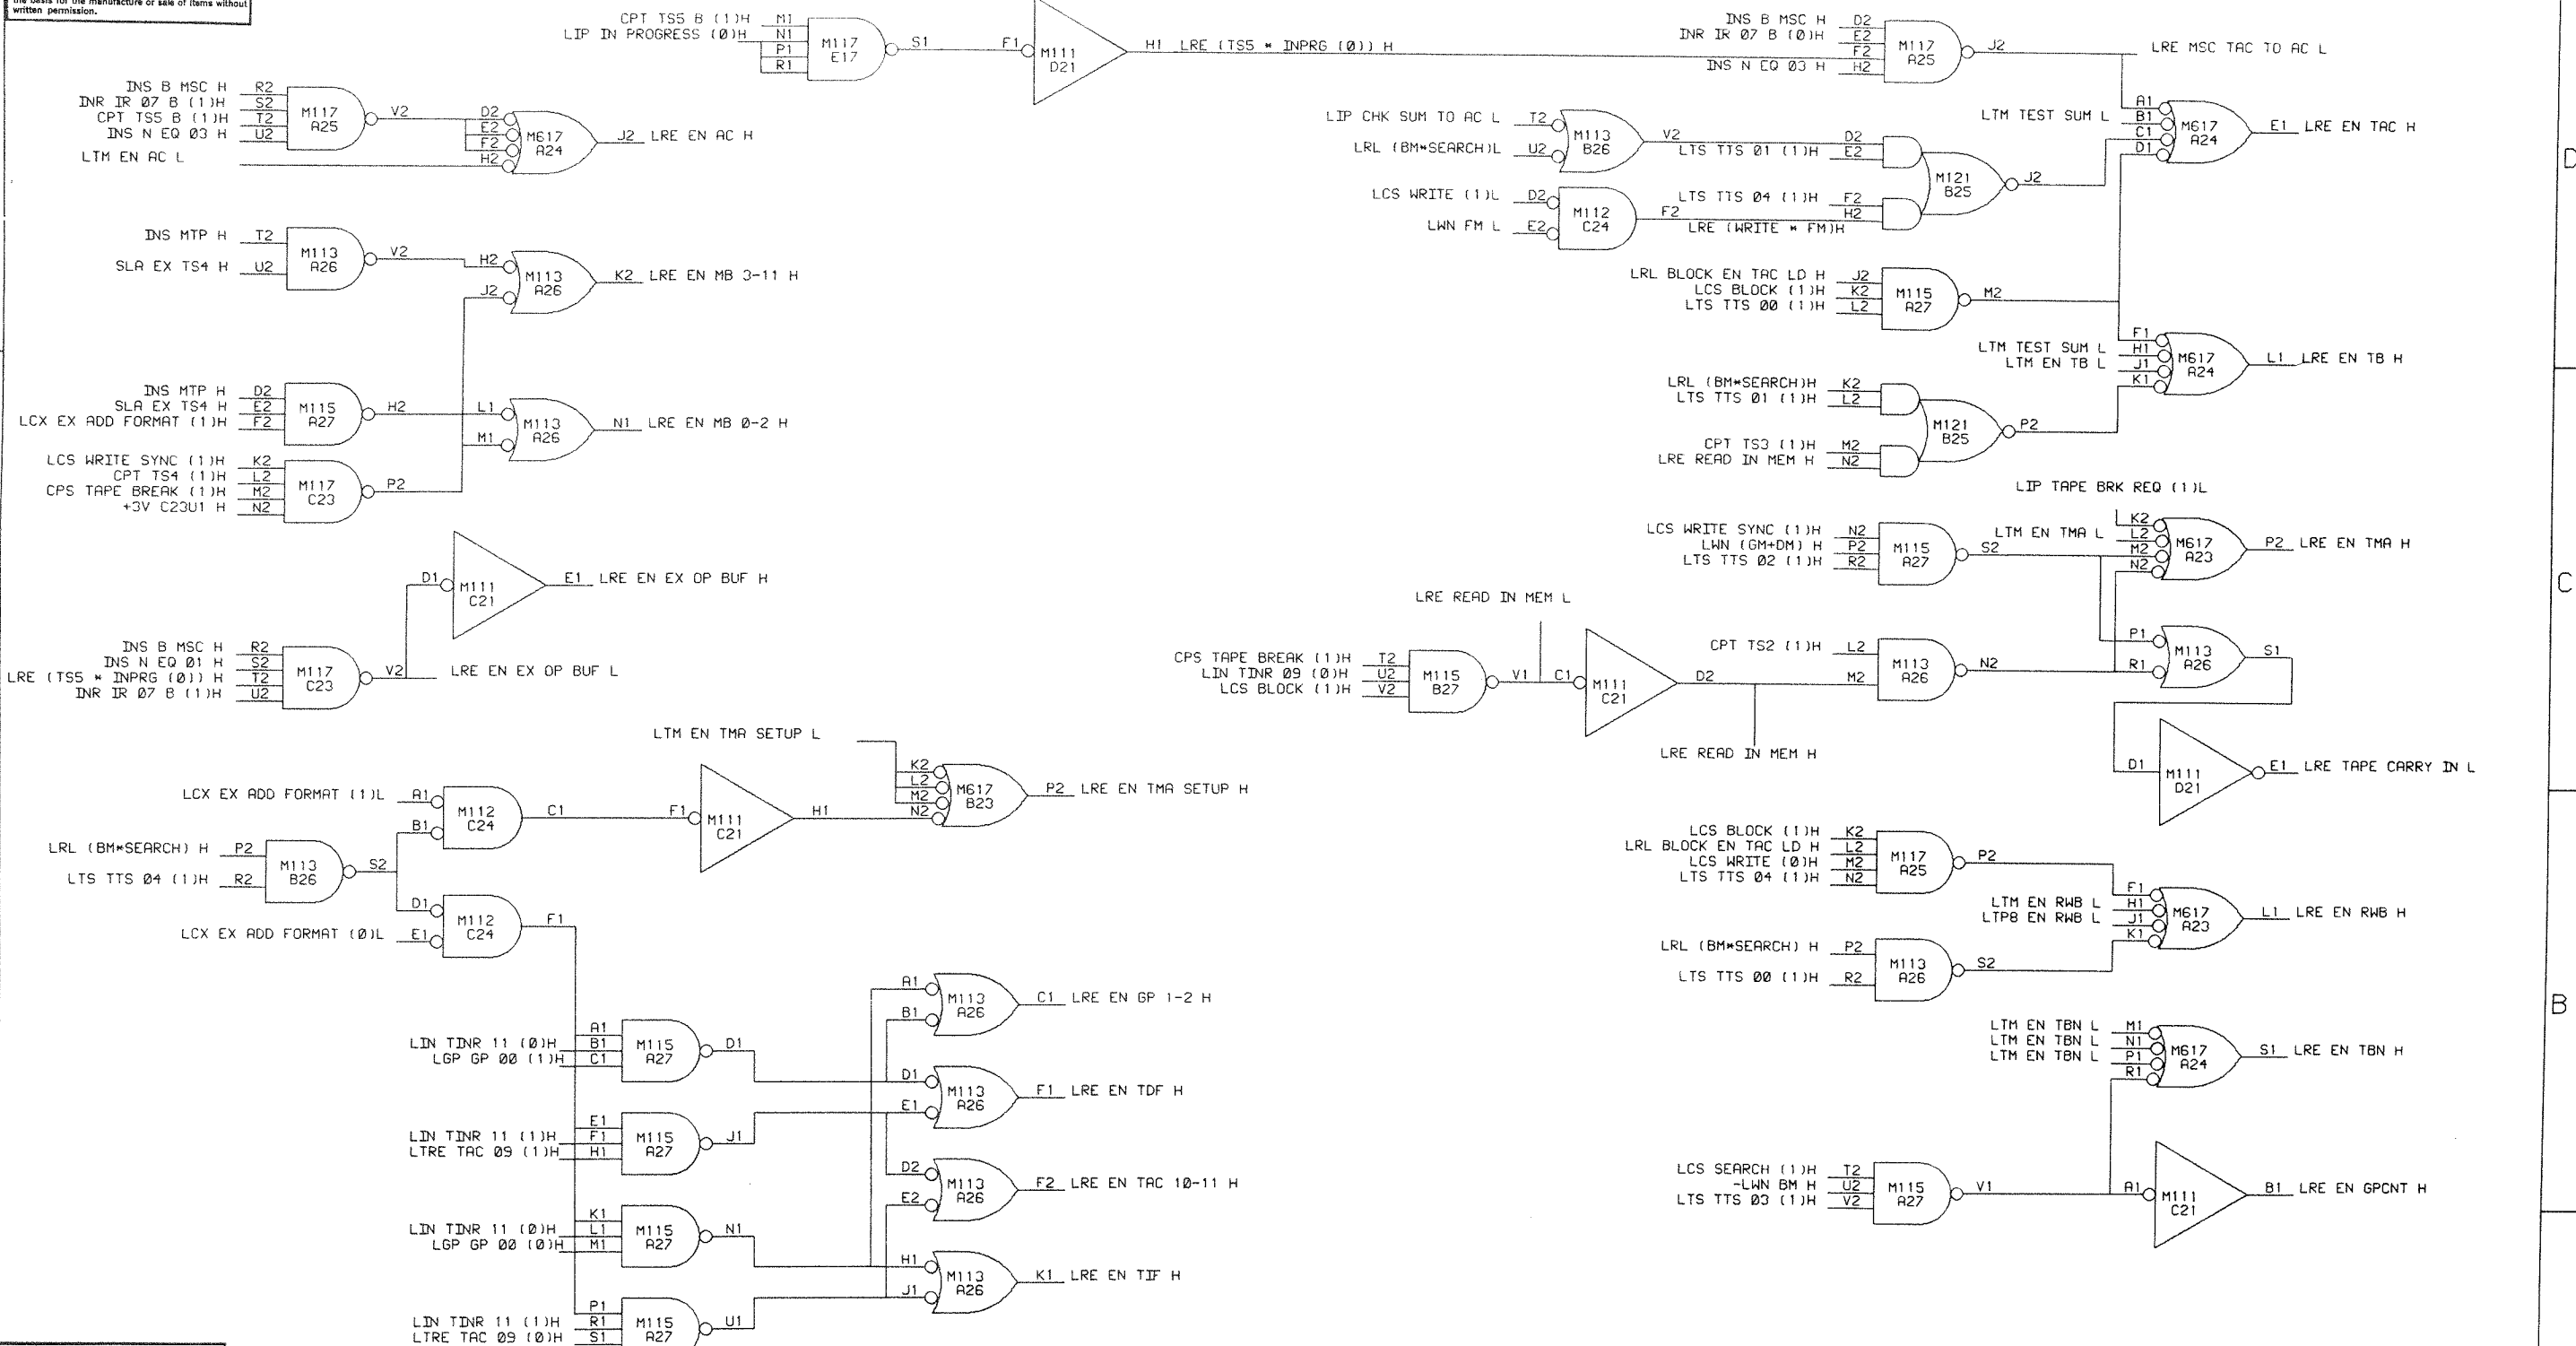 the basis for the manufacture or sale of items without
written permission.
CPT TS5 B (1)H M1
LIP IN PROGRESS (0)H N1
P1
R1
M117
E17
S1
F1
M111
D21
H1 LRE (TS5 * INPRG (0)) H
INS B MSC H D2
INR IR 07 B (0)H E2
F2
INS N EQ 03 H H2
M117
A25
J2
LRE MSC TAC TO AC L
INS B MSC H R2
INR IR 07 B (1)H S2
CPT TS5 B (1)H T2
INS N EQ 03 H U2
LTM EN AC L
M117
A25
V2
D2
E2
F2
H2
M617
A24
J2 LRE EN AC H
LIP CHK SUM TO AC L T2
LRL (BM*SEARCH)L U2
M113
B26
V2
D2
LTS TTS 01 (1)H E2
LCS WRITE (1)L D2
LWN FM L E2
M112
C24
F2
LRE (WRITE * FM)H
LTS TTS 04 (1)H F2
H2
M121
B25
J2
LTM TEST SUM L
A1
B1
C1
D1
M617
A24
E1 LRE EN TAC H
D
INS MTP H T2
SLA EX TS4 H U2
M113
A26
V2
H2
J2
M113
A26
K2 LRE EN MB 3-11 H
LRL BLOCK EN TAC LD H J2
LCS BLOCK (1)H K2
LTS TTS 00 (1)H L2
M115
A27
M2
LTM TEST SUM L
LTM EN TB L
F1
H1
J1
K1
M617
A24
L1 LRE EN TB H
INS MTP H D2
SLA EX TS4 H E2
LCX EX ADD FORMAT (1)H F2
M115
A27
H2
L1
M1
M113
A26
N1 LRE EN MB 0-2 H
LRL (BM*SEARCH)H K2
LTS TTS 01 (1)H L2
CPT TS3 (1)H M2
LRE READ IN MEM H N2
M121
B25
P2
LCS WRITE SYNC (1)H K2
CPT TS4 (1)H L2
CPS TAPE BREAK (1)H M2
+3V C23U1 H N2
M117
C23
P2
LIP TAPE BRK REQ (1)L
LCS WRITE SYNC (1)H N2
LWN (GM+DM) H P2
LTS TTS 02 (1)H R2
M115
A27
S2
LTM EN TMA L
K2
L2
M2
N2
M617
A23
P2 LRE EN TMA H
C
D1
M111
C21
E1 LRE EN EX OP BUF H
INS B MSC H R2
INS N EQ 01 H S2
LRE (TS5 * INPRG (0)) H T2
INR IR 07 B (1)H U2
M117
C23
V2
LRE EN EX OP BUF L
LRE READ IN MEM L
CPS TAPE BREAK (1)H T2
LIN TINR 09 (0)H U2
LCS BLOCK (1)H V2
M115
B27
V1
C1
M111
C21
D2
LRE READ IN MEM H
CPT TS2 (1)H L2
M2
M113
A26
N2
P1
R1
M113
A26
S1
D1
M111
D21
E1 LRE TAPE CARRY IN L
LTM EN TMA SETUP L
LCX EX ADD FORMAT (1)L A1
B1
M112
C24
C1
F1
M111
C21
H1
K2
L2
M2
N2
M617
B23
P2 LRE EN TMA SETUP H
LRL (BM*SEARCH) H P2
LTS TTS 04 (1)H R2
M113
B26
S2
D1
LCX EX ADD FORMAT (0)L E1
M112
C24
F1
LCS BLOCK (1)H K2
LRL BLOCK EN TAC LD H L2
LCS WRITE (0)H M2
LTS TTS 04 (1)H N2
M117
A25
P2
LTM EN RWB L
LTPB EN RWB L
F1
H1
J1
K1
M617
A23
L1 LRE EN RWB H
LRL (BM*SEARCH) H P2
LTS TTS 00 (1)H R2
M113
A26
S2
B
A1
LIN TINR 11 (0)H B1
LGP GP 00 (1)H C1
M115
A27
D1
A1
B1
M113
A26
C1 LRE EN GP 1-2 H
E1
LIN TINR 11 (1)H F1
LTRE TAC 09 (1)H H1
M115
A27
J1
D1
E1
M113
A26
F1 LRE EN TDF H
LTM EN TBN L M1
LTM EN TBN L N1
LTM EN TBN L P1
R1
M617
A24
S1 LRE EN TBN H
K1
LIN TINR 11 (0)H L1
LGP GP 00 (0)H M1
M115
A27
N1
D2
E2
M113
A26
F2 LRE EN TAC 10-11 H
LCS SEARCH (1)H T2
-LWN BM H U2
LTS TTS 03 (1)H V2
M115
A27
V1
A1
M111
C21
B1 LRE EN GPCNT H
P1
LIN TINR 11 (1)H R1
LTRE TAC 09 (0)H S1
M115
A27
U1
H1
J1
M113
A26
K1 LRE EN TIF H